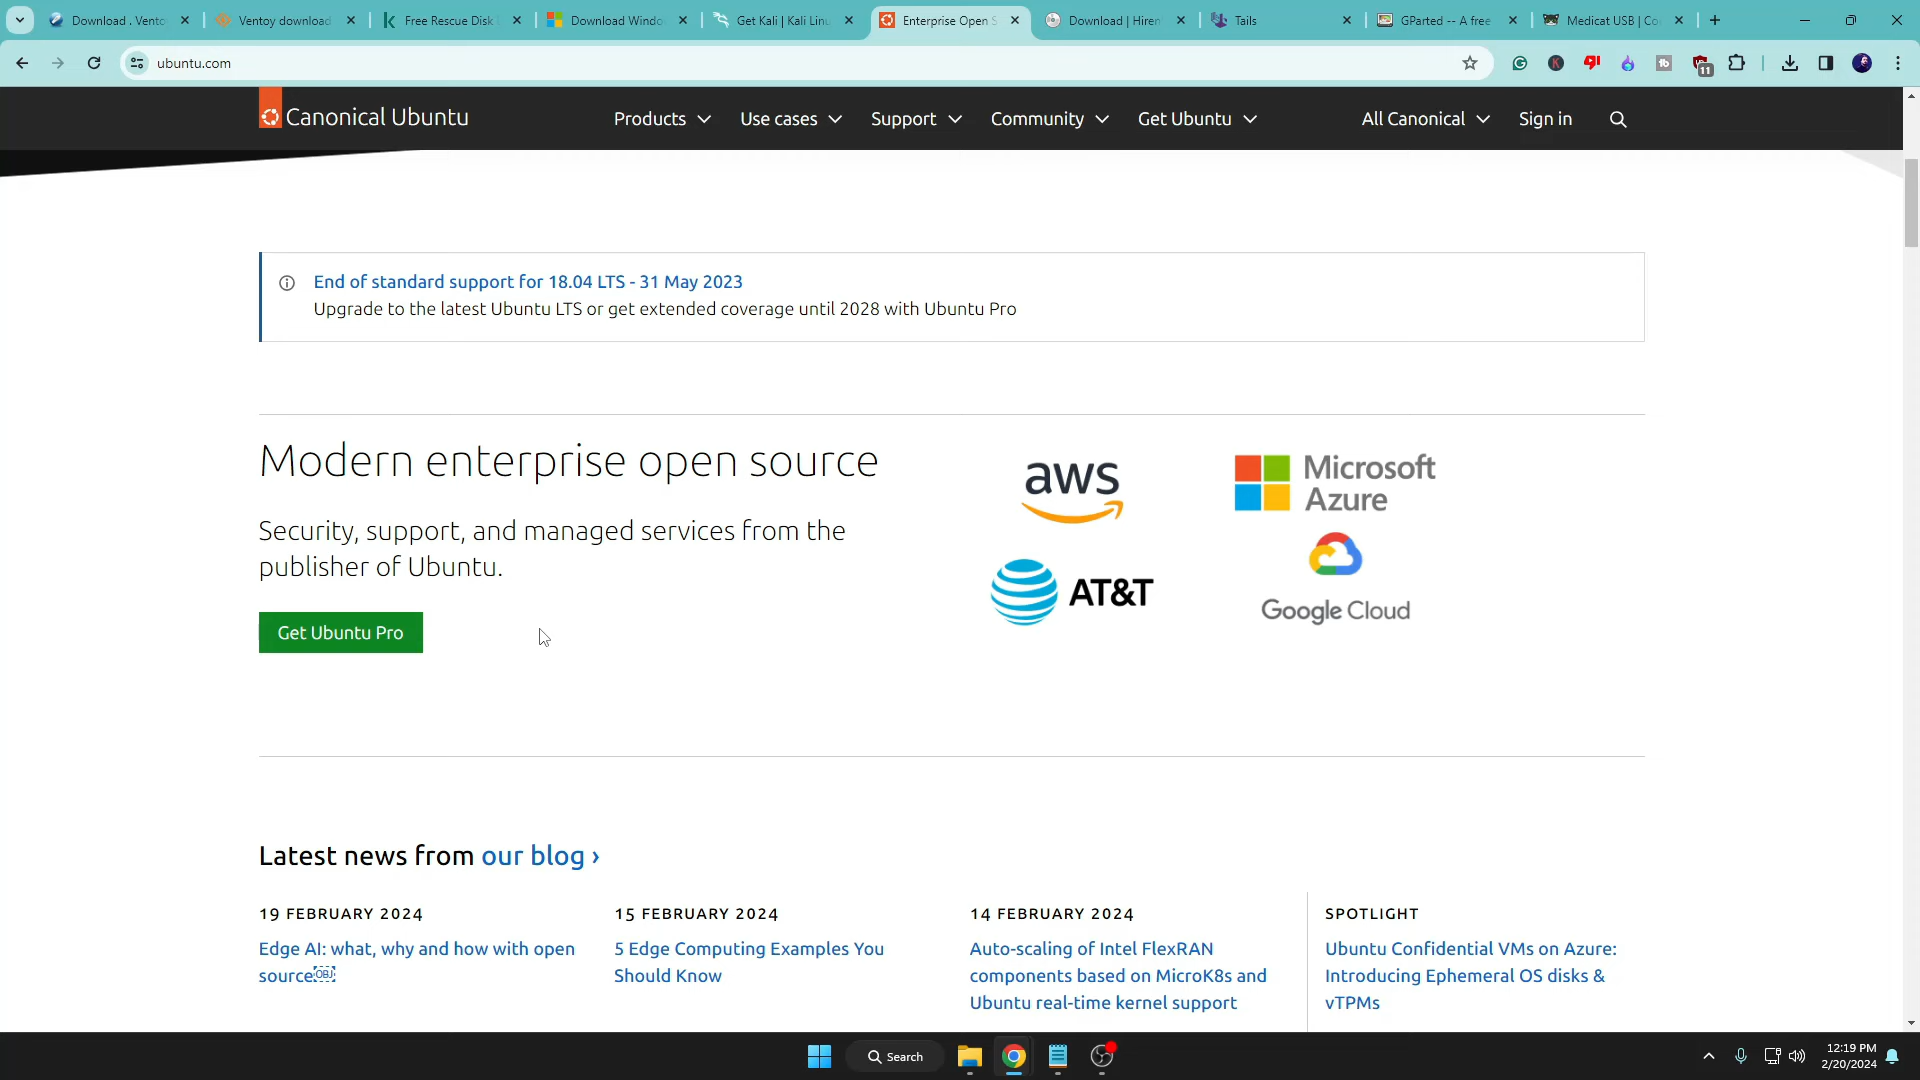 Download . Vento
Ventoy download
Free Rescue Disk
Download Windo
Get Kali | Kali Linu
Enterprise Open S
Download | Hiren
Tails
GParted -- A free
Medicat USB | Co
ubuntu.com
11
Canonical Ubuntu
Products
Use cases
Support
Community
Get Ubuntu
All Canonical
Sign in
End of standard support for 18.04 LTS - 31 May 2023
Upgrade to the latest Ubuntu LTS or get extended coverage until 2028 with Ubuntu Pro
Modern enterprise open source
Security, support, and managed services from the
publisher of Ubuntu.
Get Ubuntu Pro
aws
Microsoft
Azure
AT&T
Google Cloud
Latest news from our blog ›
19 FEBRUARY 2024
Edge AI: what, why and how with open
source OBJ
15 FEBRUARY 2024
5 Edge Computing Examples You
Should Know
14 FEBRUARY 2024
Auto-scaling of Intel FlexRAN
components based on MicroK8s and
Ubuntu real-time kernel support
SPOTLIGHT
Ubuntu Confidential VMs on Azure:
Introducing Ephemeral OS disks &
vTPMs
Search
12:19 PM
2/20/2024